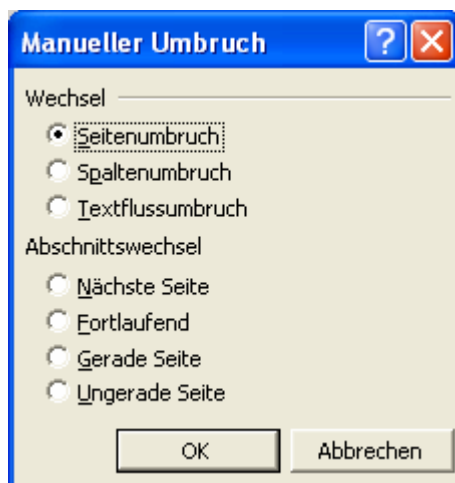 Manueller Umbruch
Wechsel
Seitenumbruch
Spaltenumbruch
Textflussumbruch
Abschnittswechsel
Nächste Seite
Fortlaufend
Gerade Seite
Ungerade Seite
OK Abbrechen